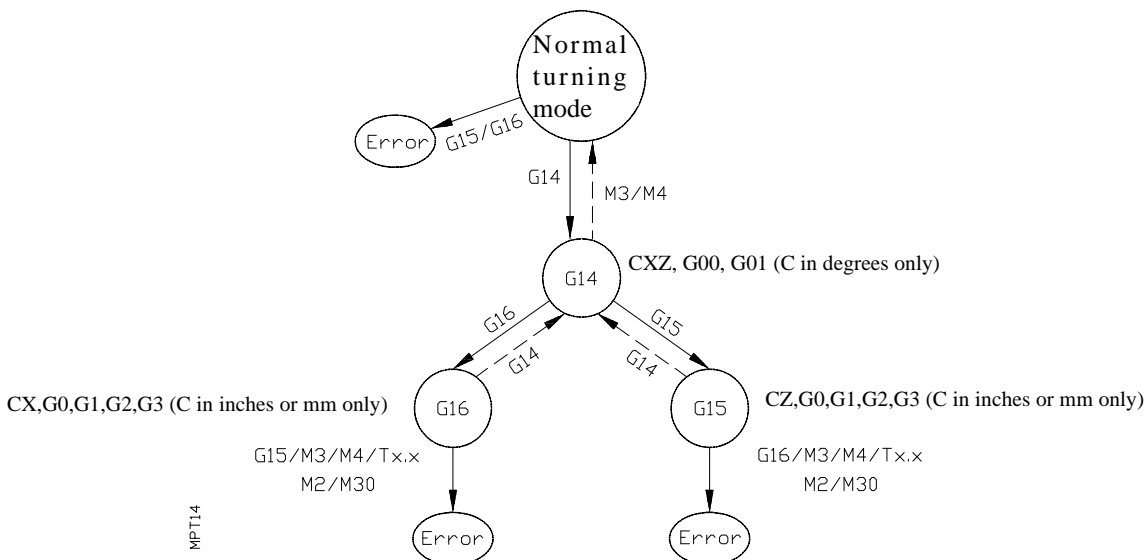 Normal
turning
mode
Error
G15/G16
G14
M3/M4
G14
CXZ, G00, G01 (C in degrees only)
G16
G14
G15
G14
CX,G0,G1,G2,G3 (C in inches or mm only)
G16
G15
CZ,G0,G1,G2,G3 (C in inches or mm only)
G15/M3/M4/Tx.x
M2/M30
G16/M3/M4/Tx.x
M2/M30
Error
Error
MPT14